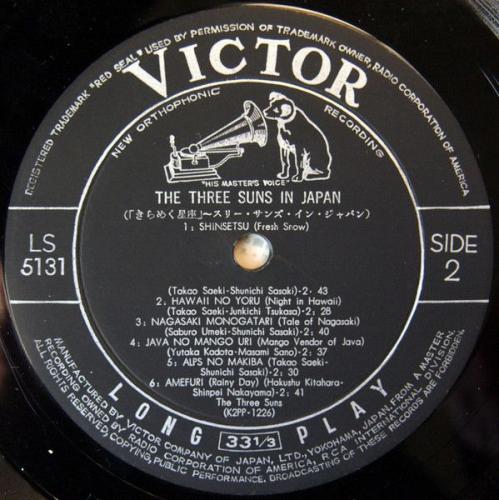 REGISTERED TRADEMARK "RED SEAL" USED BY PERMISSION OF TRADEMARK OWNER, RADIO CORPORATION OF AMERICA
VICTOR
NEW ORTHOPHONIC RECORDING
"HIS MASTER'S VOICE"
THE THREE SUNS IN JAPAN
(「きらめく星座」~スリー・サンズ・イン・ジャパン)
1: SHINSETSU (Fresh Snow)
LS
5131
SIDE
2
(Takao Saeki-Shunichi Sasaki)-2: 43
2: HAWAII NO YORU (Night in Hawaii)
(Takao Saeki-Junkichi Tsukasa)-2: 28
3: NAGASAKI MONOGATARI (Tale of Nagasaki)
(Saburo Umeki-Shunichi Sasaki)-2: 40
4: JAVA NO MANGO URI (Mango Vendor of Java)
(Yutaka Kadota-Masami Sano)-2: 37
5: ALPS NO MAKIBA (Takao Saeki-
Shunichi Sasaki)-2: 30
6: AMEFURI (Rainy Day) (Hakushu Kitahara-
Shinpei Nakayama)-2: 41
The Three Suns
(K2PP-1226)
LONG 33 1/3 PLAY
MANUFACTURED BY VICTOR COMPANY OF JAPAN, LTD., YOKOHAMA, JAPAN, FROM A MASTER
RECORDING OWNED BY RADIO CORPORATION OF AMERICA, RCA INTERNATIONAL DIVISION.
ALL RIGHTS RESERVED, COPYING, PUBLIC PERFORMANCE, BROADCASTING OF THESE RECORDS ARE FORBIDDEN.